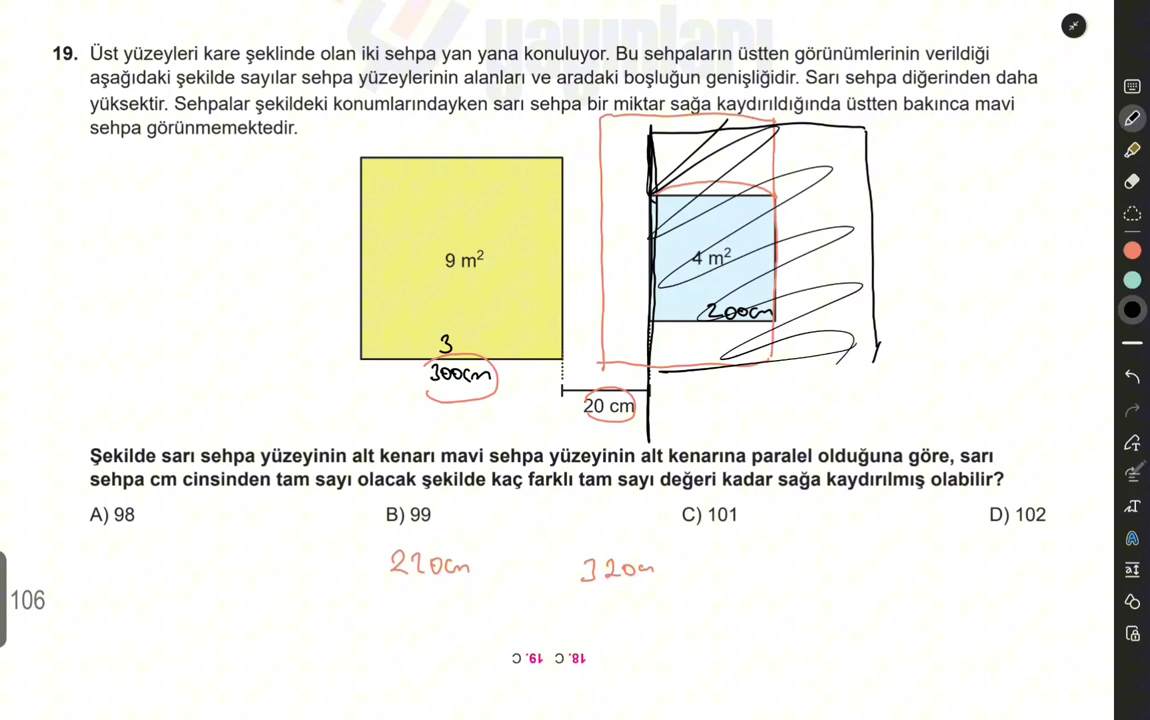 yayınları
19. Üst yüzeyleri kare şeklinde olan iki sehpa yan yana konuluyor. Bu sehpaların üstten görünümlerinin verildiği
aşağıdaki şekilde sayılar sehpa yüzeylerinin alanları ve aradaki boşluğun genişliğidir. Sarı sehpa diğerinden daha
yüksektir. Sehpalar şekildeki konumlarındayken sarı sehpa bir miktar sağa kaydırıldığında üstten bakınca mavi
sehpa görünmemektedir.
9 m²
4 m²
200cm
3
300cm
20 cm
Şekilde sarı sehpa yüzeyinin alt kenarı mavi sehpa yüzeyinin alt kenarına paralel olduğuna göre, sarı
sehpa cm cinsinden tam sayı olacak şekilde kaç farklı tam sayı değeri kadar sağa kaydırılmış olabilir?
A) 98 B) 99 C) 101 D) 102
220cm 320cm
106
18. C 19. C